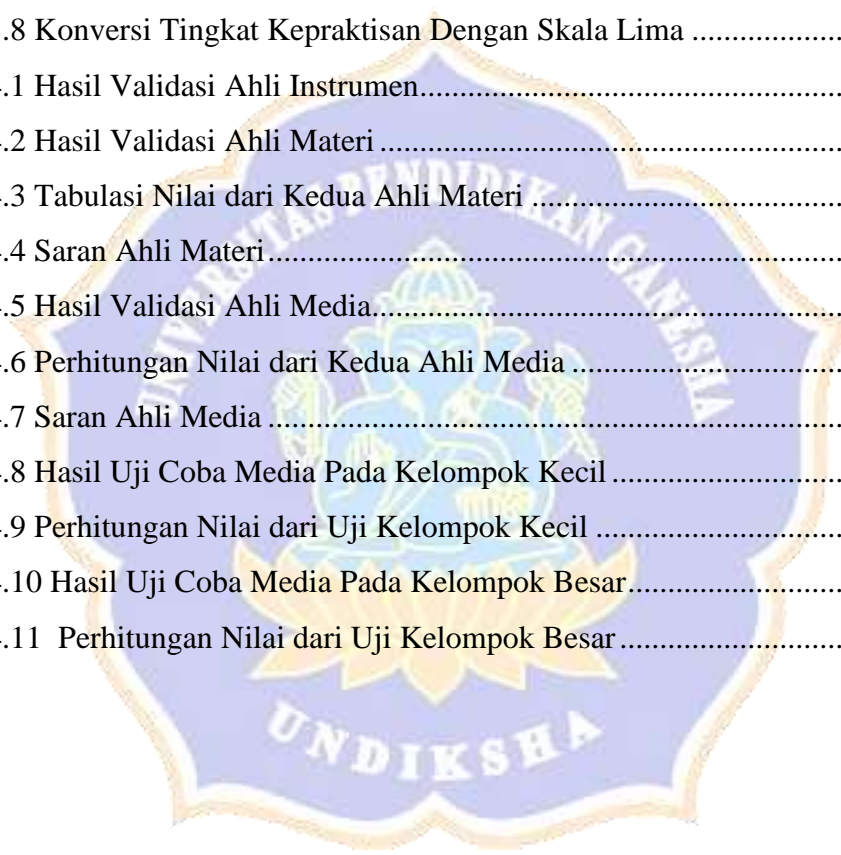 .8 Konversi Tingkat Kepraktisan Dengan Skala Lima ..................
.1 Hasil Validasi Ahli Instrumen..................................................
.2 Hasil Validasi Ahli Materi ........................................................
.3 Tabulasi Nilai dari Kedua Ahli Materi .....................................
.4 Saran Ahli Materi......................................................................
.5 Hasil Validasi Ahli Media.........................................................
.6 Perhitungan Nilai dari Kedua Ahli Media ................................
.7 Saran Ahli Media ......................................................................
.8 Hasil Uji Coba Media Pada Kelompok Kecil ...........................
.9 Perhitungan Nilai dari Uji Kelompok Kecil .............................
.10 Hasil Uji Coba Media Pada Kelompok Besar..........................
.11 Perhitungan Nilai dari Uji Kelompok Besar...........................
UNIVERSITAS PENDIDIKAN GANESHA
UNDIKSHA